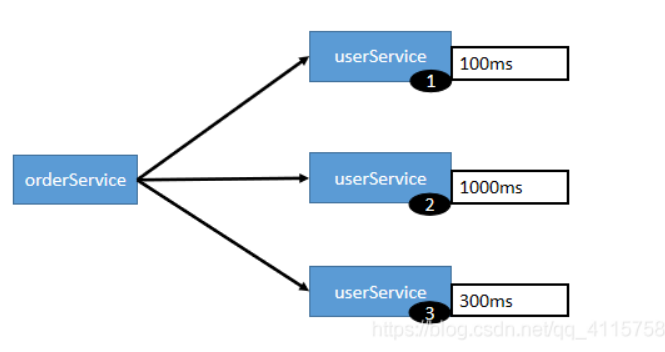 userService
1
100ms
orderService
userService
2
1000ms
userService
3
300ms
https://blog.csdn.net/qq_4115758